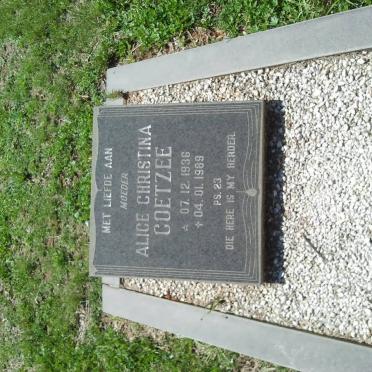 MET LIEFDE AAN
MOEDER
ALICE CHRISTINA
COETZEE
☆ 07.12.1936
✝ 04.01.1989
PS. 23
DIE HERE IS MY HERDER.